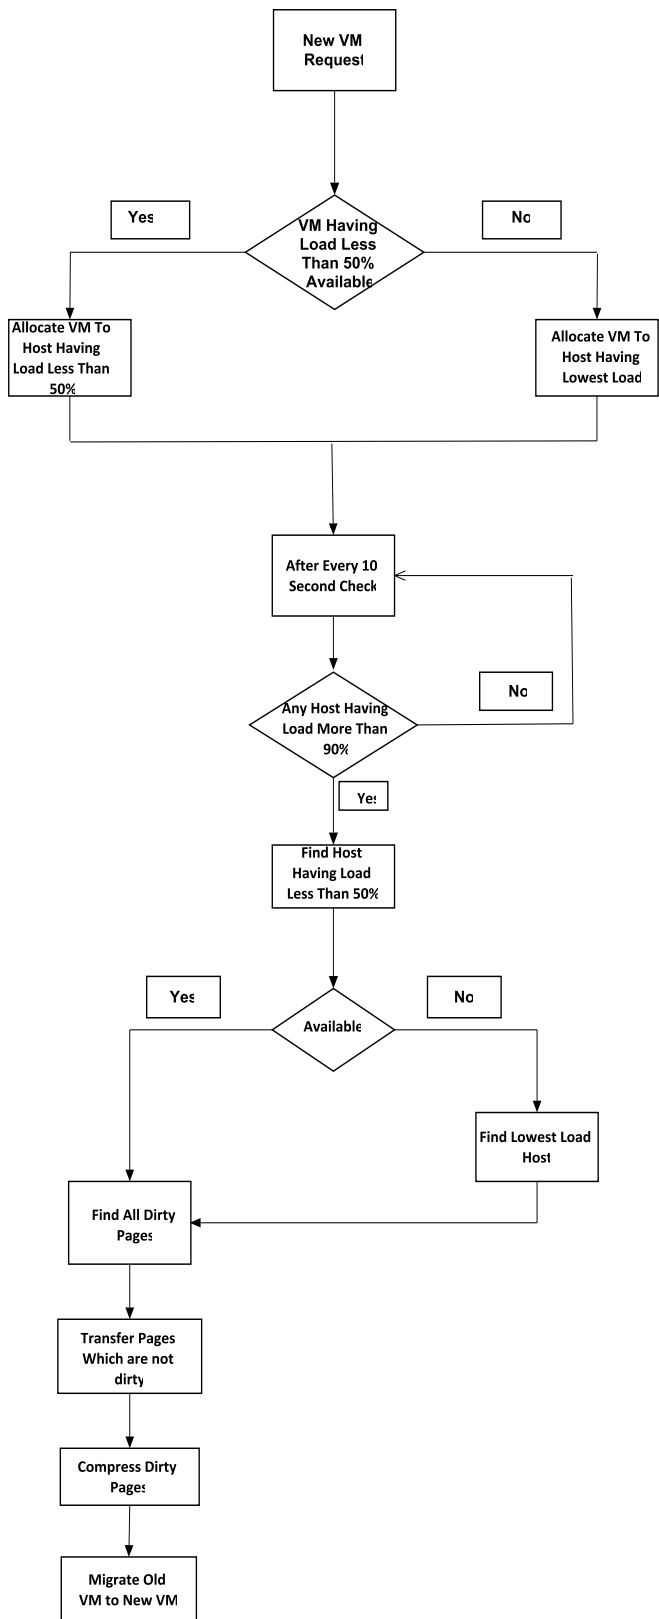 New VM
Request
VM Having
Load Less
Than 50%
Available
Yes
No
Allocate VM To
Host Having
Load Less Than
50%
Allocate VM To
Host Having
Lowest Load
After Every 10
Second Check
Any Host Having
Load More Than
90%
No
Yes
Find Host
Having Load
Less Than 50%
Available
Yes
No
Find Lowest Load
Host
Find All Dirty
Pages
Transfer Pages
Which are not
dirty
Compress Dirty
Pages
Migrate Old
VM to New VM